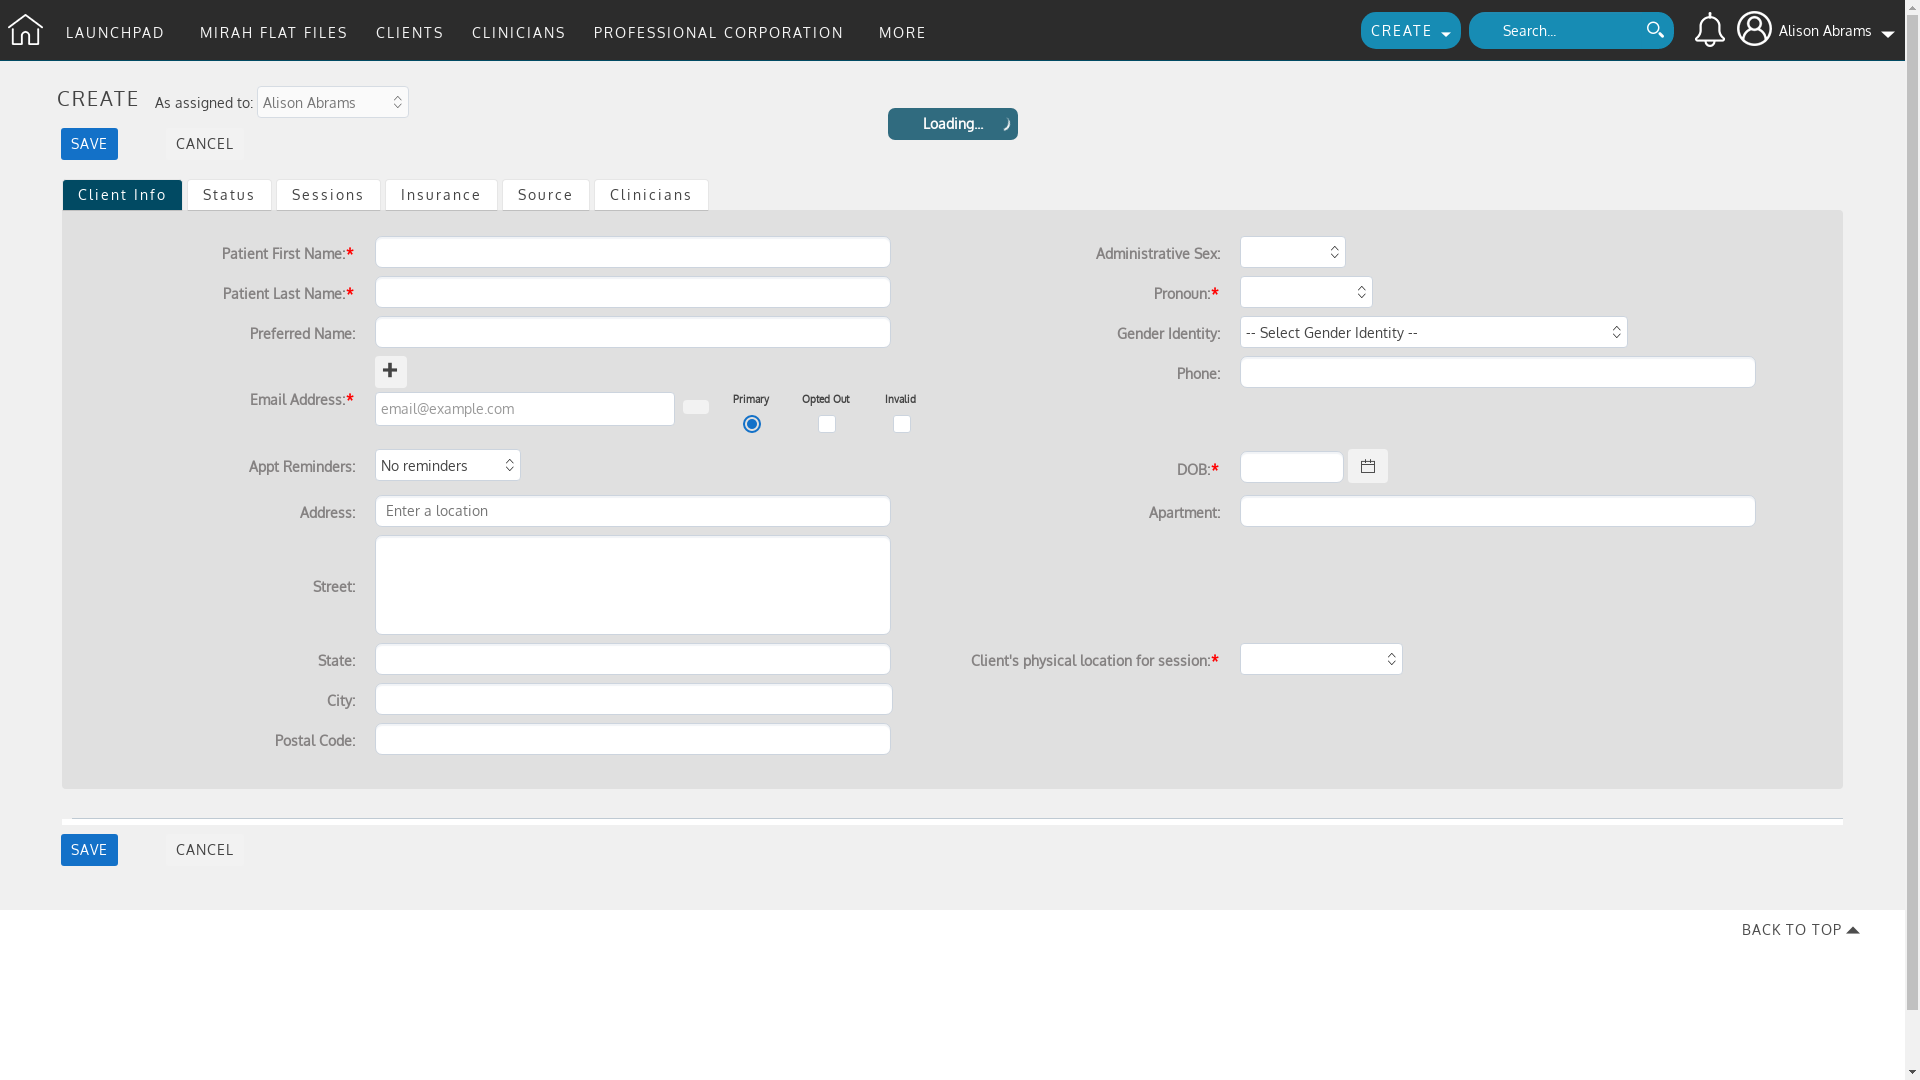 LAUNCHPAD MIRAH FLAT FILES CLIENTS CLINICIANS PROFESSIONAL CORPORATION MORE CREATE Search... Alison Abrams
CREATE As assigned to: Alison Abrams
Loading...
SAVE CANCEL
Client Info Status Sessions Insurance Source Clinicians
Patient First Name:* Administrative Sex:
Patient Last Name:* Pronoun:*
Preferred Name: Gender Identity: -- Select Gender Identity --
Phone:
Email Address:* email@example.com Primary Opted Out Invalid
Appt Reminders: No reminders DOB:*
Address: Enter a location Apartment:
Street:
State: Client's physical location for session:*
City:
Postal Code:
SAVE CANCEL
BACK TO TOP